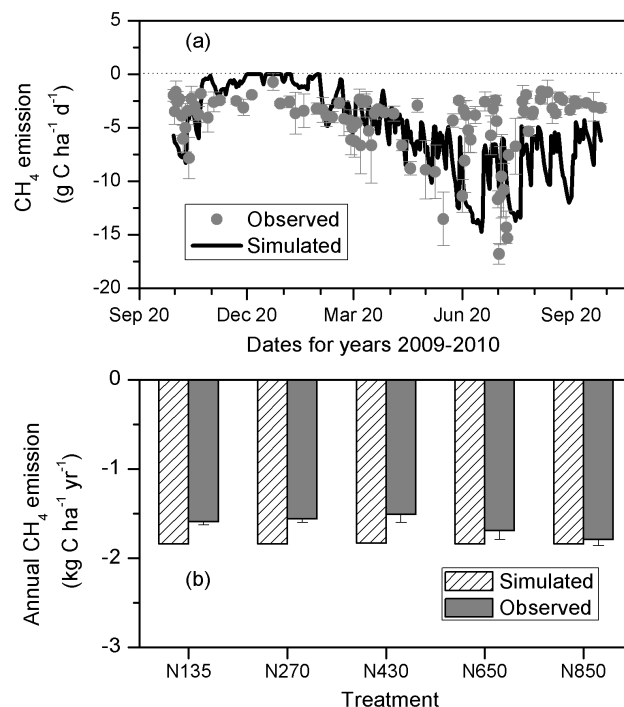 (a)
CH4 emission
(g C ha-1 d-1)
0
-5
-10
-15
-20
Observed
Simulated
Sep 20
Dec 20
Mar 20
Jun 20
Sep 20
Dates for years 2009-2010
Annual CH4 emission
(kg C ha-1 yr-1)
0
-1
-2
-3
(b)
Simulated
Observed
N135
N270
N430
N650
N850
Treatment